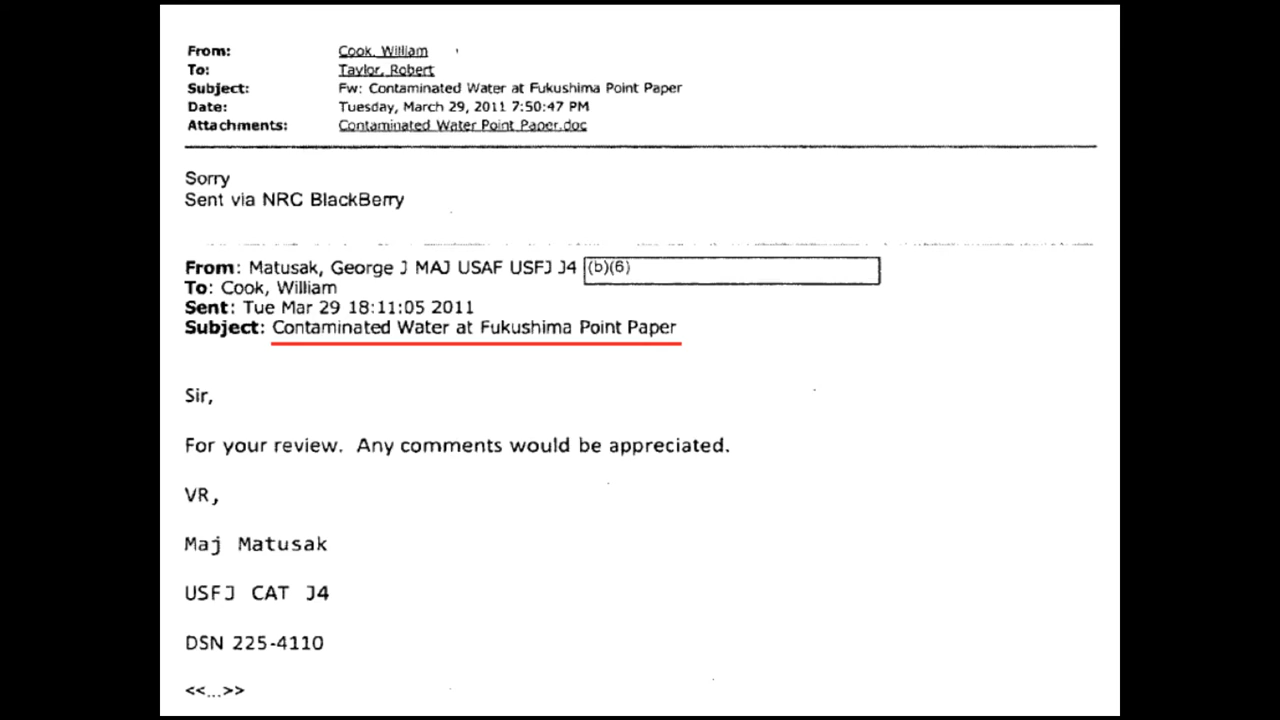 From: Cook, William
To: Taylor, Robert
Subject: Fw: Contaminated Water at Fukushima Point Paper
Date: Tuesday, March 29, 2011 7:50:47 PM
Attachments: Contaminated Water Point Paper.doc
Sorry
Sent via NRC BlackBerry
From: Matusak, George J MAJ USAF USFJ J4 (b)(6)
To: Cook, William
Sent: Tue Mar 29 18:11:05 2011
Subject: Contaminated Water at Fukushima Point Paper
Sir,
For your review. Any comments would be appreciated.
VR,
Maj Matusak
USFJ CAT J4
DSN 225-4110
<<...>>